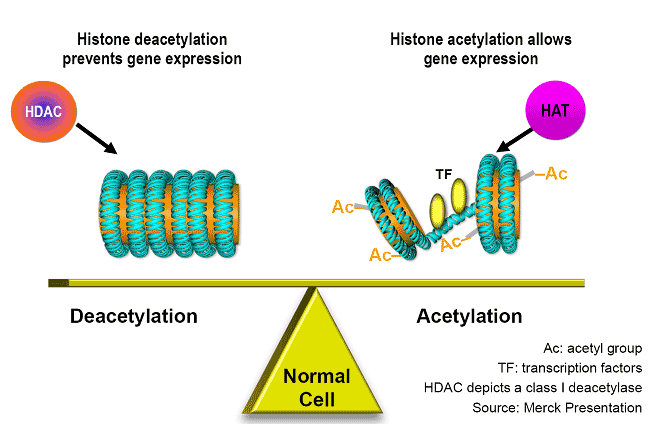 Histone deacetylation
prevents gene expression
Histone acetylation allows
gene expression
HDAC
HAT
TF
Ac–
–Ac
Ac–
Ac–
Deacetylation
Acetylation
Normal
Cell
Ac: acetyl group
TF: transcription factors
HDAC depicts a class I deacetylase
Source: Merck Presentation